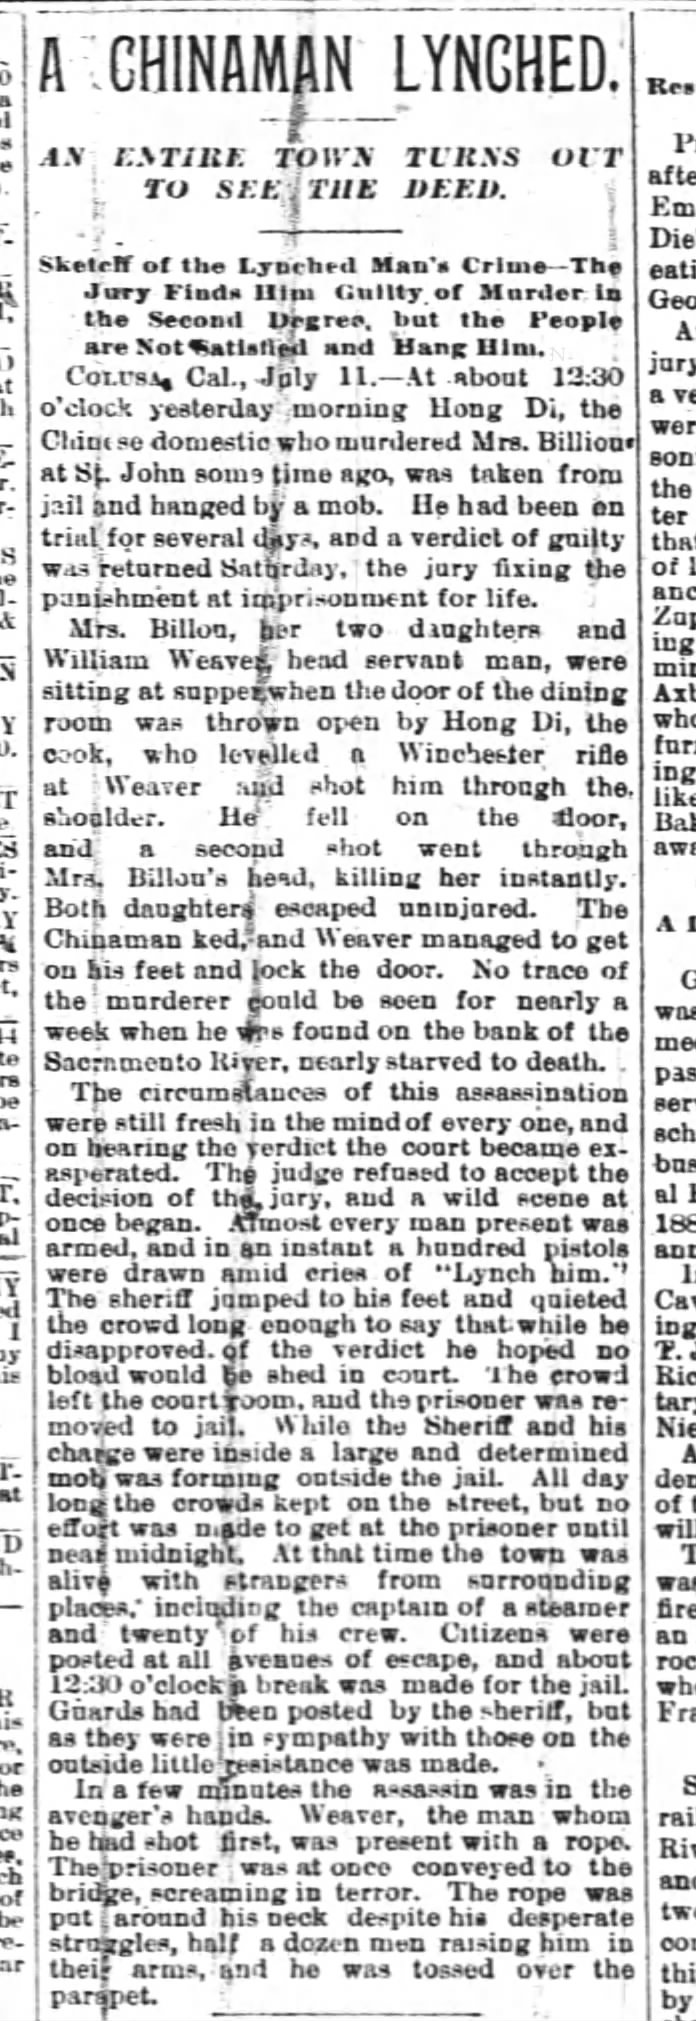 A CHINAMAN LYNCHED.
AN ENTIRE TOWN TURNS OUT
TO SEE THE DEED.
Sketch of the Lynched Man's Crime—The
Jury Finds Him Guilty of Murder in
the Second Degree, but the People
are Not Satisfied and Hang Him.
COLUSA, Cal., July 11.—At about 12:30
o'clock yesterday morning Hong Di, the
Chinese domestic who murdered Mrs. Billion
at St. John some time ago, was taken from
jail and hanged by a mob. He had been on
trial for several days, and a verdict of guilty
was returned Saturday, the jury fixing the
punishment at imprisonment for life.
Mrs. Billou, her two daughters and
William Weaver, head servant man, were
sitting at supper when the door of the dining
room was thrown open by Hong Di, the
cook, who levelled a Winchester rifle
at Weaver and shot him through the
shoulder. He fell on the floor,
and a second shot went through
Mrs. Billou's head, killing her instantly.
Both daughters escaped uninjured. The
Chinaman ked, and Weaver managed to get
on his feet and lock the door. No trace of
the murderer could be seen for nearly a
week when he was found on the bank of the
Sacramento River, nearly starved to death.
The circumstances of this assassination
were still fresh in the mind of every one, and
on hearing the verdict the court became ex-
asperated. The judge refused to accept the
decision of the jury, and a wild scene at
once began. Almost every man present was
armed, and in an instant a hundred pistols
were drawn amid cries of "Lynch him."
The sheriff jumped to his feet and quieted
the crowd long enough to say that while he
disapproved of the verdict he hoped no
blood would be shed in court. The crowd
left the court room, and the prisoner was re-
moved to jail. While the Sheriff and his
charge were inside a large and determined
mob was forming outside the jail. All day
long the crowds kept on the street, but no
effort was made to get at the prisoner until
near midnight. At that time the town was
alive with strangers from surrounding
places, including the captain of a steamer
and twenty of his crew. Citizens were
posted at all avenues of escape, and about
12:30 o'clock a break was made for the jail.
Guards had been posted by the sheriff, but
as they were in sympathy with those on the
outside little resistance was made.
In a few minutes the assassin was in the
avenger's hands. Weaver, the man whom
he had shot first, was present with a rope.
The prisoner was at once conveyed to the
bridge, screaming in terror. The rope was
put around his neck despite his desperate
struggles, half a dozen men raising him in
their arms, and he was tossed over the
parapet.